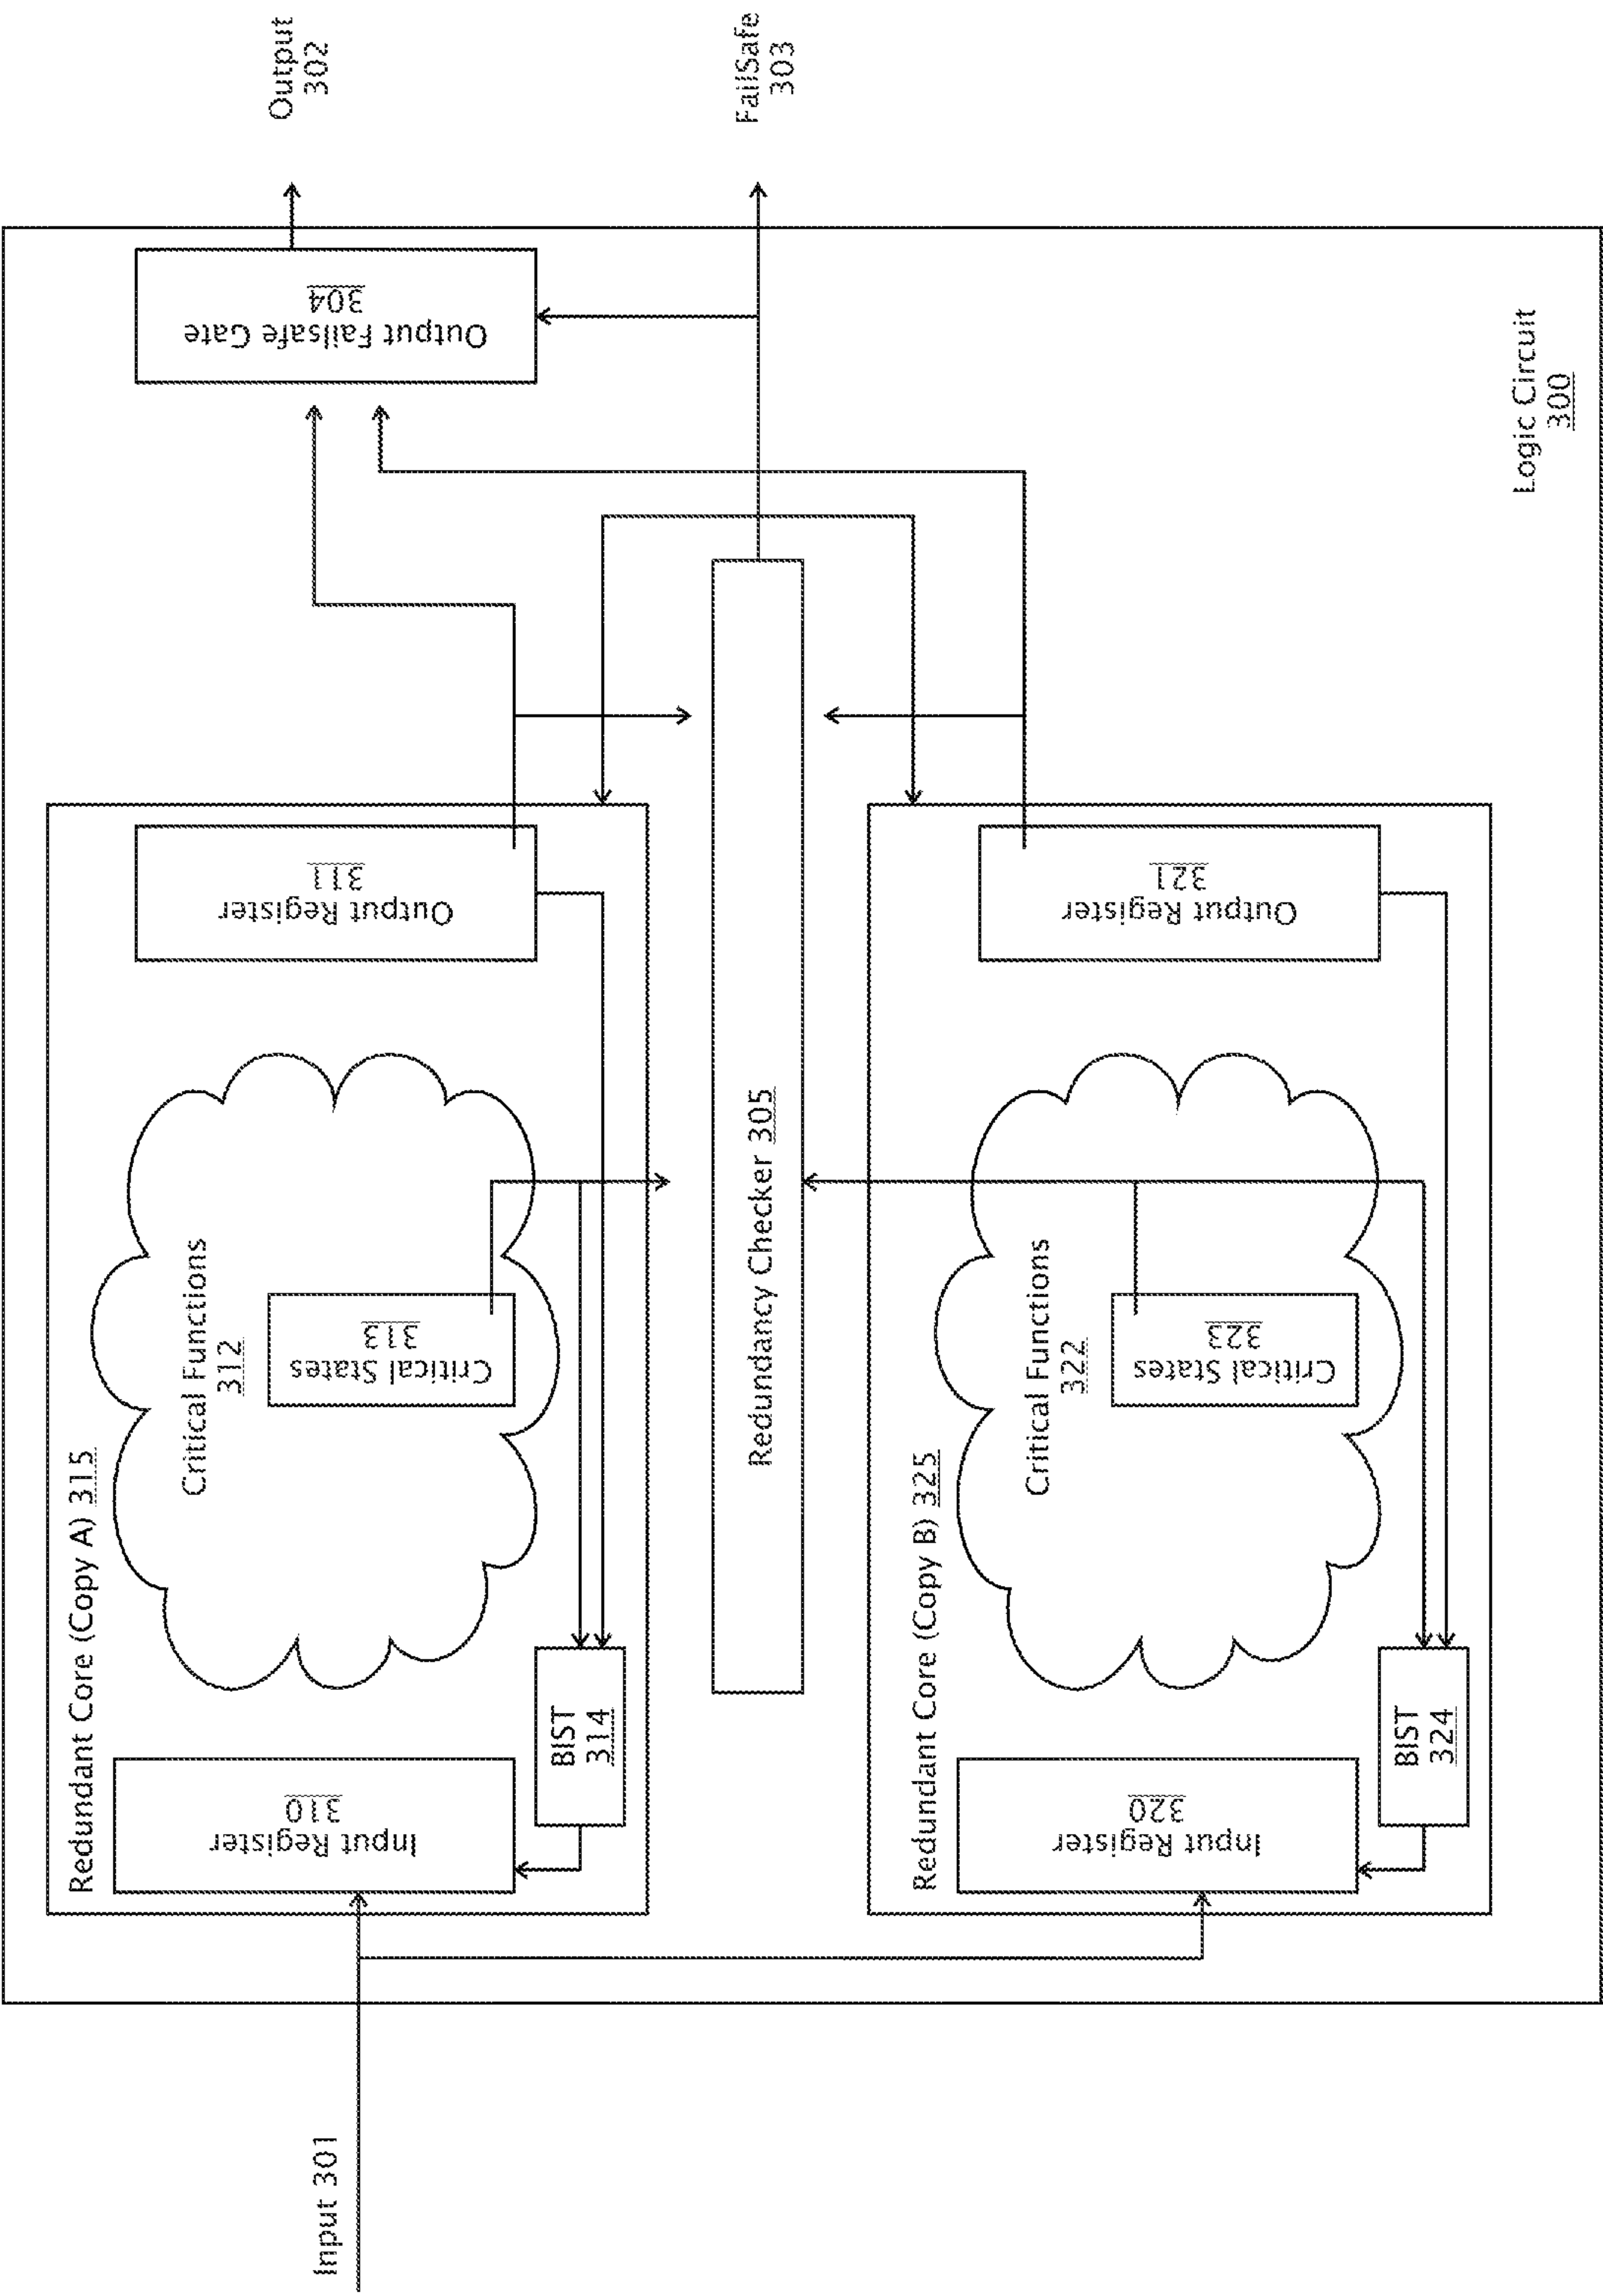 Input 301
Redundant Core (Copy A) 315
Input Register
310
BIST
314
Critical Functions
312
Critical States
313
Output Register
311
Redundancy Checker 305
Redundant Core (Copy B) 325
Input Register
320
BIST
324
Critical Functions
322
Critical States
323
Output Register
321
Output Failsafe Gate
304
Output
302
FailSafe
303
Logic Circuit
300